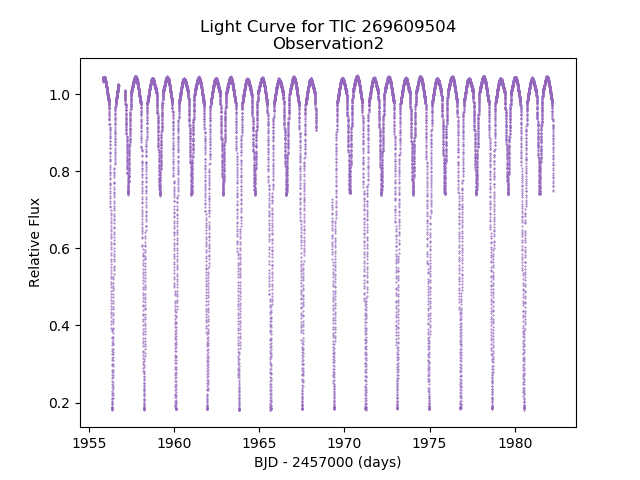 Light Curve for TIC 269609504
Observation2
Relative Flux
1.0
0.8
0.6
0.4
0.2
1955 1960 1965 1970 1975 1980
BJD - 2457000 (days)